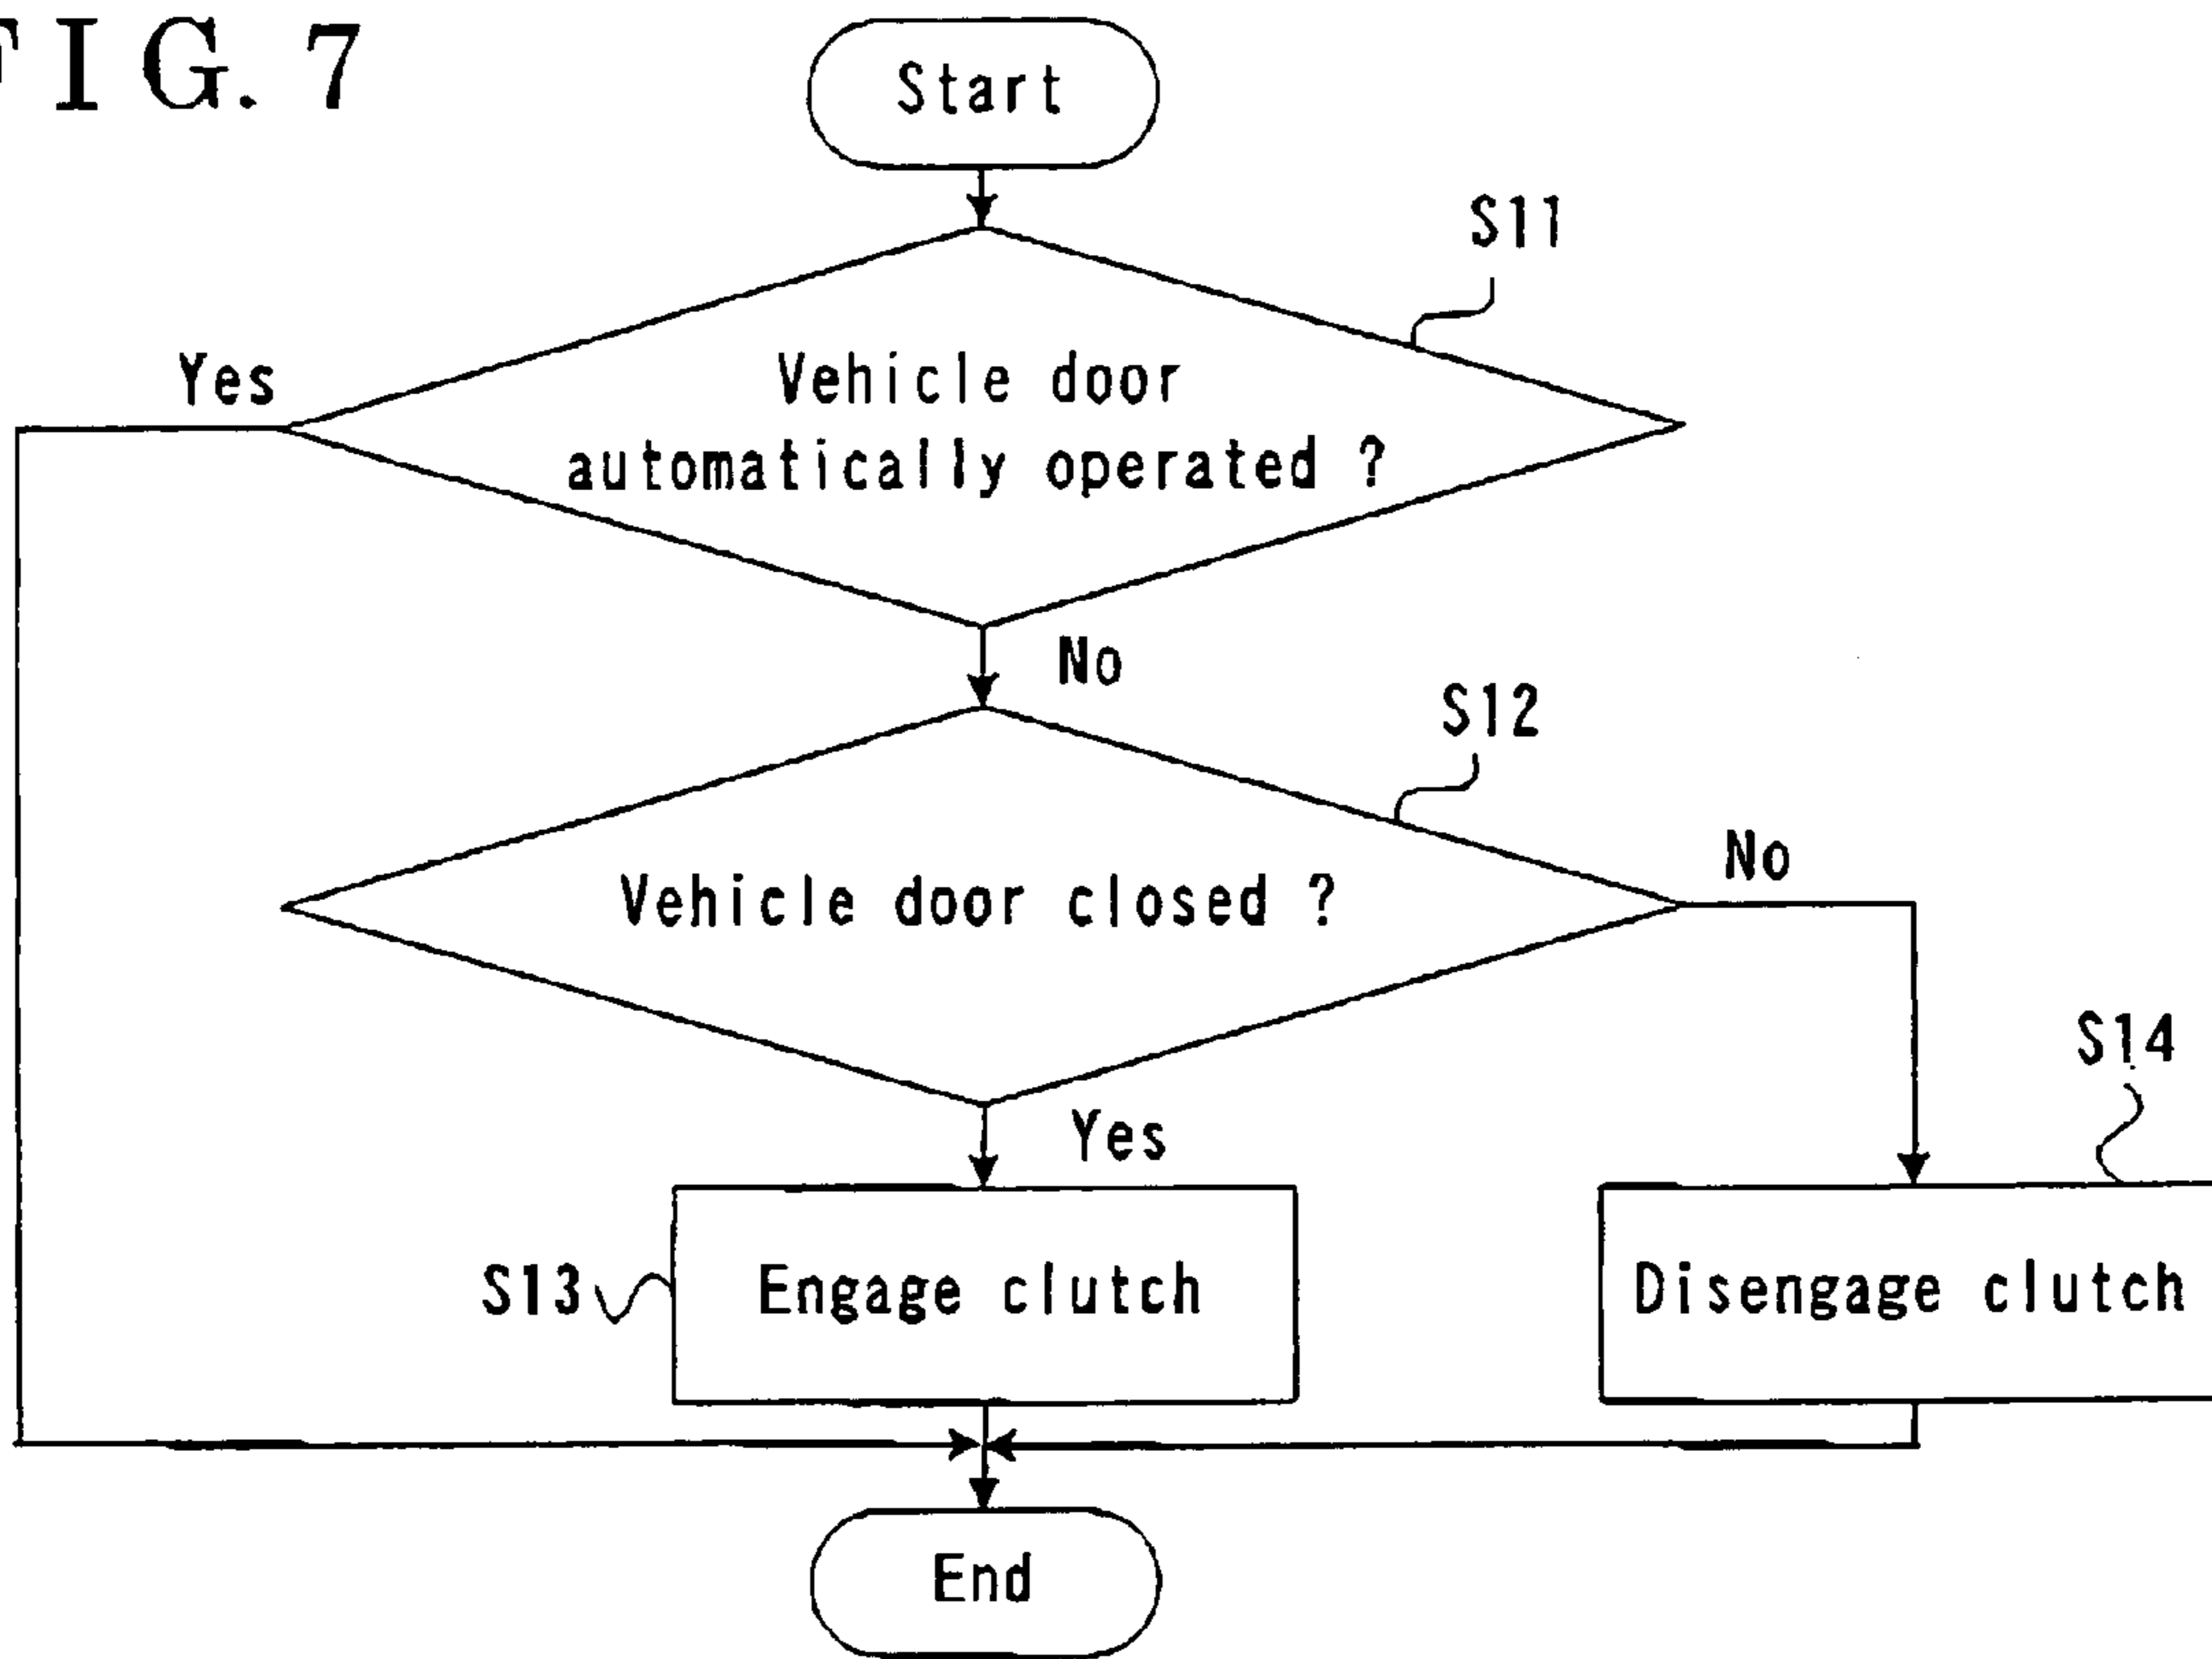 FIG. 7
Start
S11
Yes
Vehicle door
automatically operated ?
No
S12
No
Vehicle door closed ?
S14
Yes
S13
Engage clutch
Disengage clutch
End